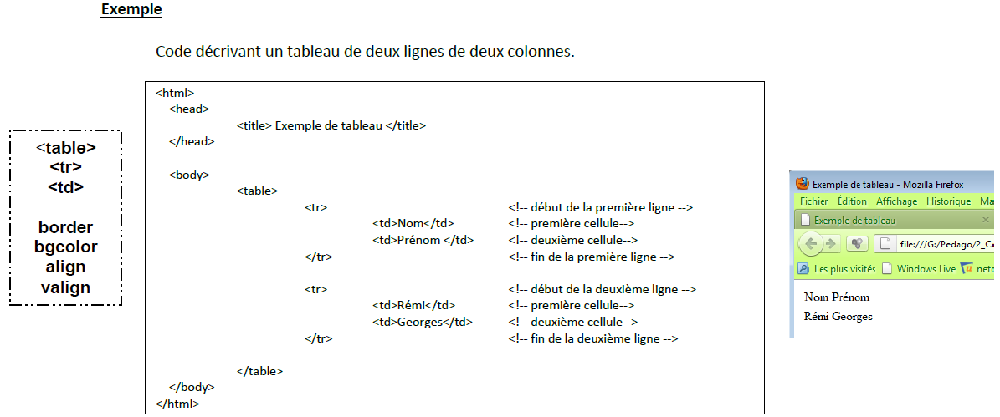 Exemple
Code décrivant un tableau de deux lignes de deux colonnes.
<table>
<tr>
<td>
border
bgcolor
align
valign
<html>
<head>
<title> Exemple de tableau </title>
</head>
<body>
<table>
<tr> <!-- début de la première ligne -->
<td>Nom</td> <!-- première cellule-->
<td>Prénom </td> <!-- deuxième cellule-->
</tr> <!-- fin de la première ligne -->
<tr> <!-- début de la deuxième ligne -->
<td>Rémi</td> <!-- première cellule-->
<td>Georges</td> <!-- deuxième cellule-->
</tr> <!-- fin de la deuxième ligne -->
</table>
</body>
</html>
Exemple de tableau - Mozilla Firefox
Fichier Édition Affichage Historique Ma
Exemple de tableau ×
file:///G:/Pedago/2_C
Les plus visités Windows Live netc
Nom Prénom
Rémi Georges